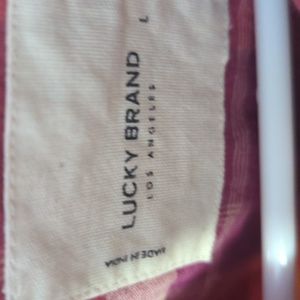 LUCKY BRAND
LOS ANGELES
L
MADE IN INDIA